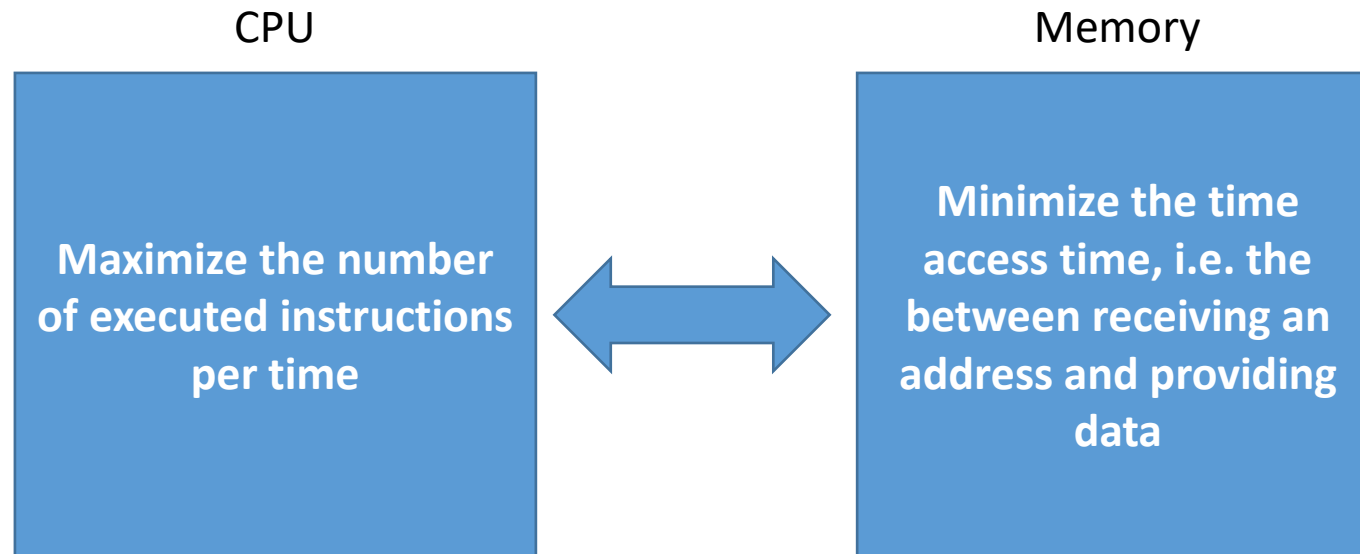 CPU
Maximize the number
of executed instructions
per time
Memory
Minimize the time
access time, i.e. the
between receiving an
address and providing
data